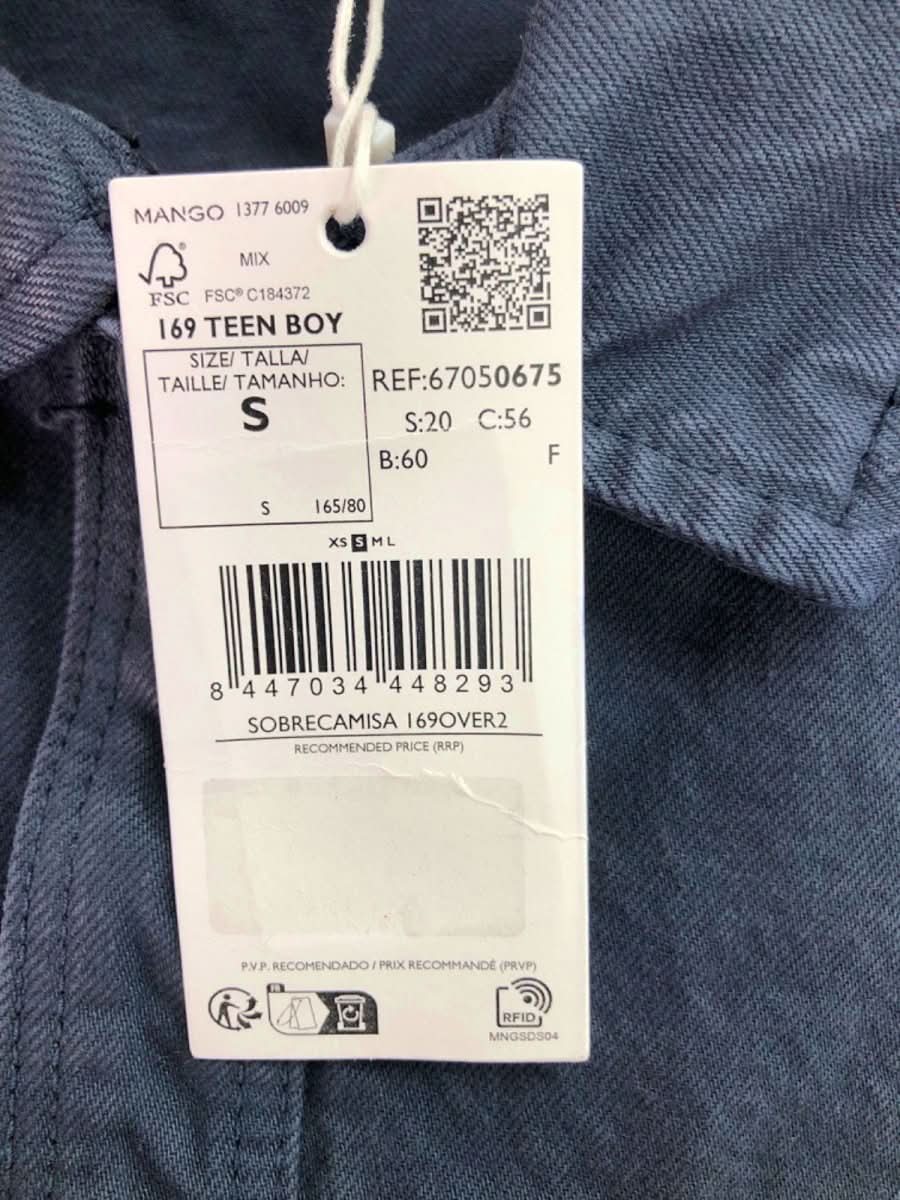 MANGO 1377 6009
MIX
FSC FSC® C184372
169 TEEN BOY
SIZE/ TALLA/
TAILLE/ TAMANHO:
S
S 165/80
REF:67050675
S:20 C:56
B:60 F
XS S M L
8 447034 448293
SOBRECAMISA 169OVER2
RECOMMENDED PRICE (RRP)
P.V.P. RECOMENDADO / PRIX RECOMMANDÉ (PRVP)
FR
RFID
MNGSDS04